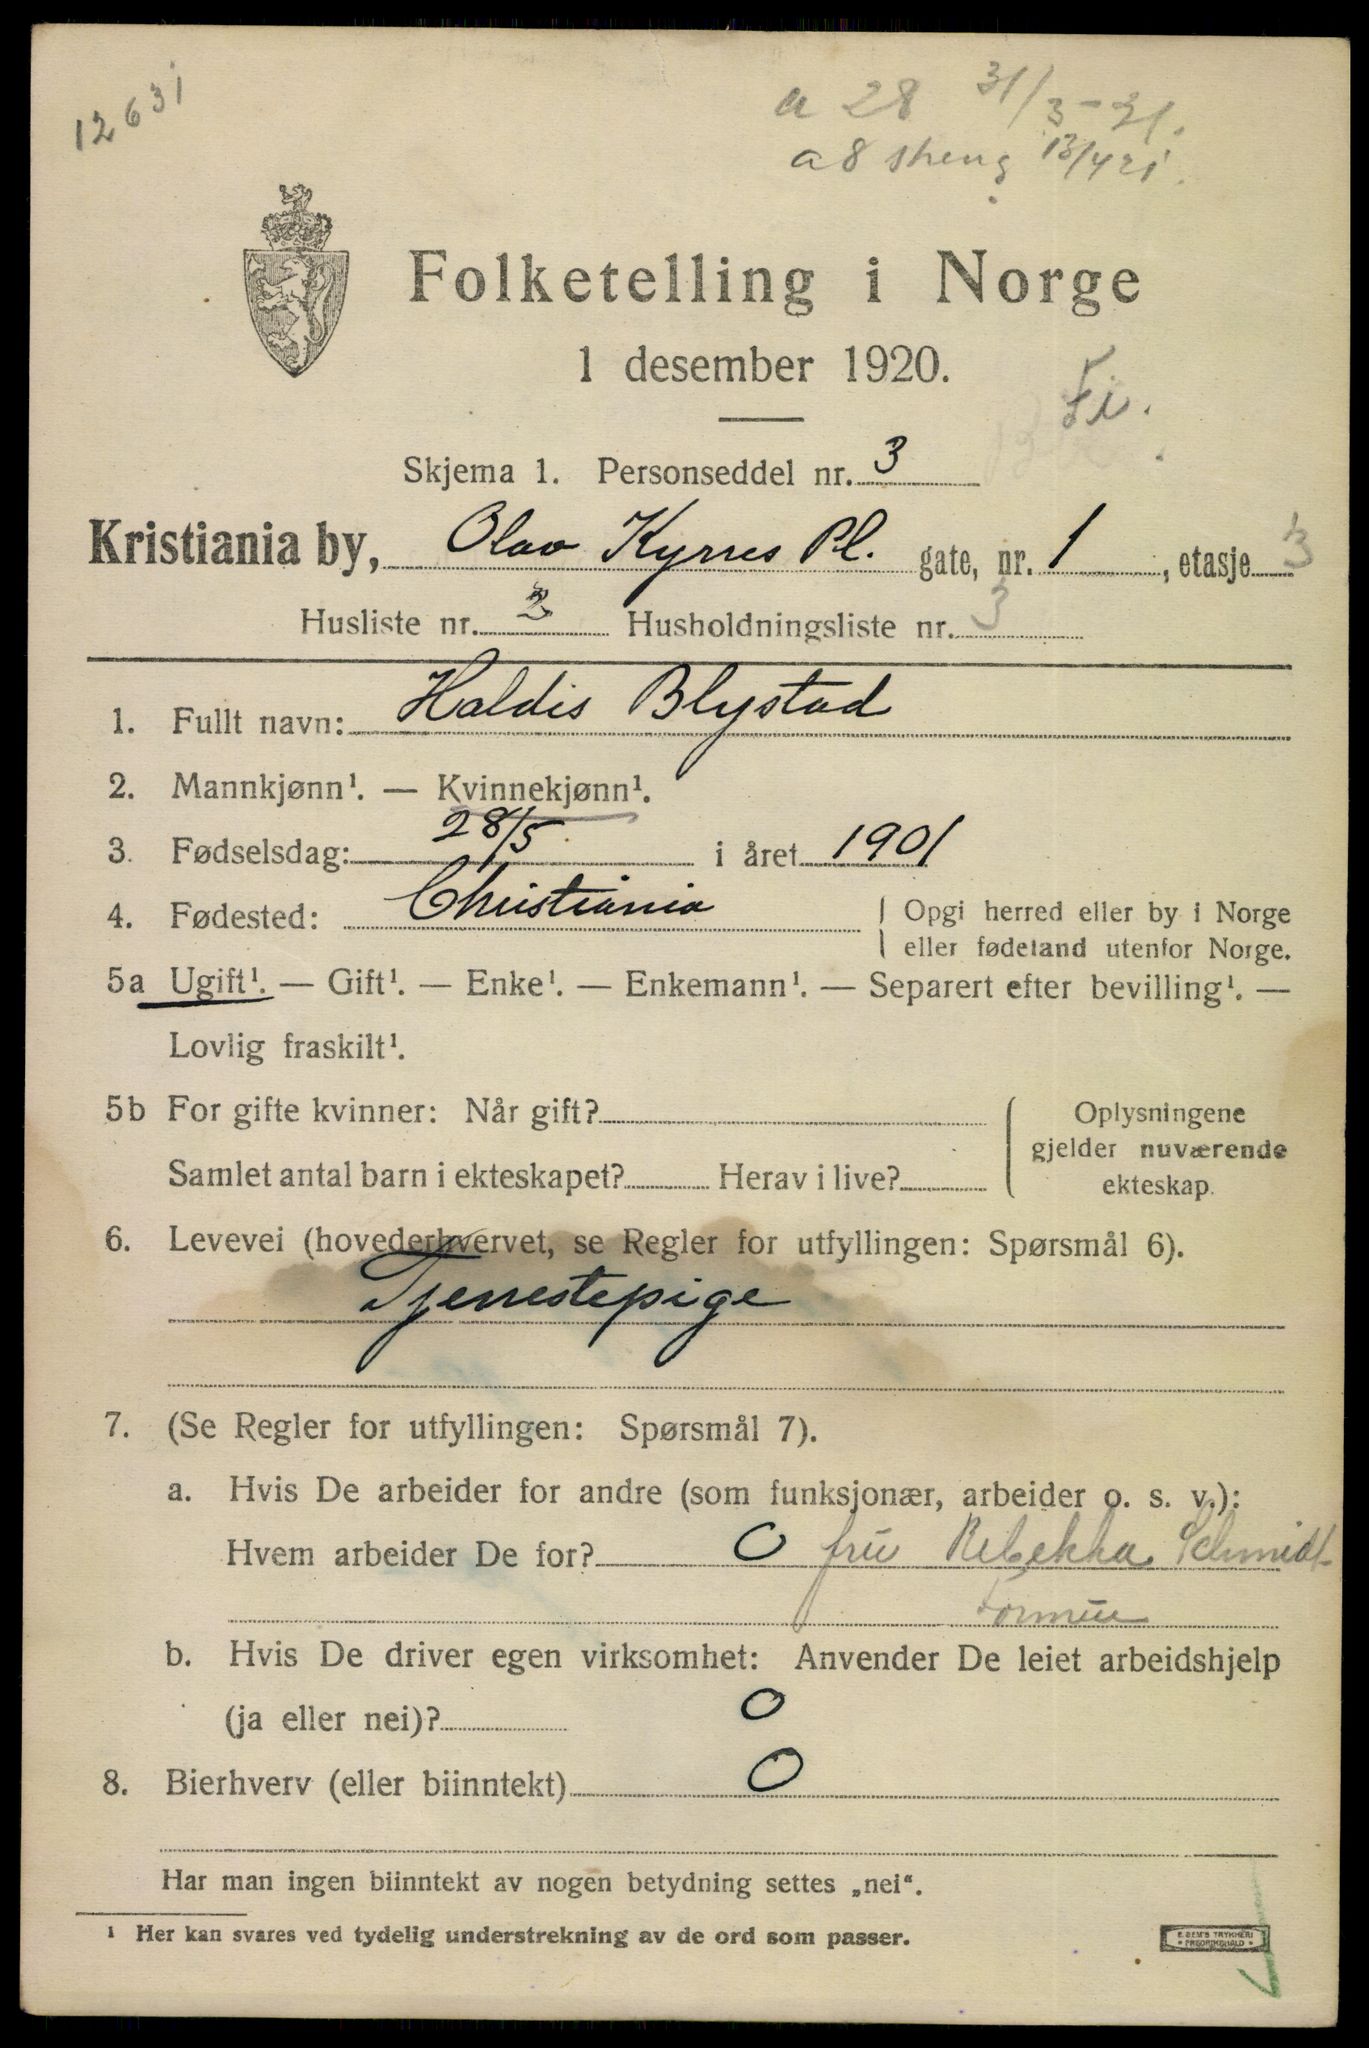 12631
a 28 31/3-21.
a8 13/4 21.
Folketelling i Norge
1 desember 1920.
Fi.
Skjema 1. Personseddel nr. 3
Kristiania by, Olav Kyrres Pl. gate, nr. 1, etasje 3
Husliste nr. 2 Husholdningsliste nr. 3
1. Fullt navn: Haldis Blystad
2. Mannkjønn¹. — Kvinnekjønn¹.
3. Fødselsdag: 28/5 i året 1901
4. Fødested: Christiania
Opgi herred eller by i Norge
eller fødeland utenfor Norge.
5a Ugift¹. — Gift¹. — Enke¹. — Enkemann¹. — Separert efter bevilling¹. —
Lovlig fraskilt¹.
5b For gifte kvinner: Når gift?
Samlet antal barn i ekteskapet? Herav i live?
Oplysningene
gjelder nuværende
ekteskap.
6. Levevei (hovederhvervet, se Regler for utfyllingen: Spørsmål 6).
Tjenestepige
7. (Se Regler for utfyllingen: Spørsmål 7).
a. Hvis De arbeider for andre (som funksjonær, arbeider o. s. v.):
Hvem arbeider De for? O fru Rebekka Schmidt
Formue
b. Hvis De driver egen virksomhet: Anvender De leiet arbeidshjelp
(ja eller nei)? O
8. Bierhverv (eller biinntekt) O
Har man ingen biinntekt av nogen betydning settes „nei".
¹ Her kan svares ved tydelig understrekning av de ord som passer.
E. SEM'S TRYKKERI
FREDRIKSHALD